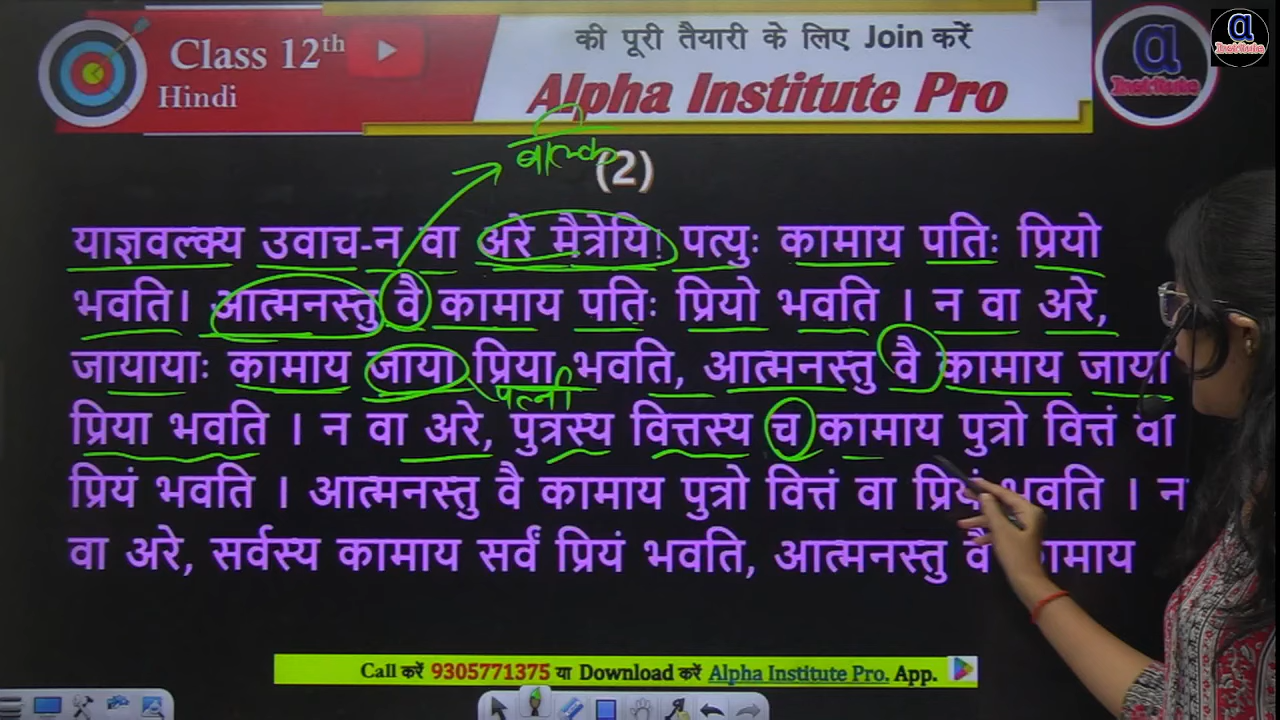 Class 12th
Hindi
की पूरी तैयारी के लिए Join करें
Alpha Institute Pro
α
Institute
α
Institute
(2)
याज्ञवल्क्य उवाच-न वा अरे मैत्रेयि! पत्युः कामाय पतिः प्रियो
भवति। आत्मनस्तु वै कामाय पतिः प्रियो भवति । न वा अरे,
जायायाः कामाय जाया प्रिया भवति, आत्मनस्तु वै कामाय जाया
पत्नी
प्रिया भवति । न वा अरे, पुत्रस्य वित्तस्य च कामाय पुत्रो वित्तं वा
प्रियं भवति । आत्मनस्तु वै कामाय पुत्रो वित्तं वा प्रियं भवति । न
वा अरे, सर्वस्य कामाय सर्वं प्रियं भवति, आत्मनस्तु वै कामाय
Call करें 9305771375 या Download करें Alpha Institute Pro. App.